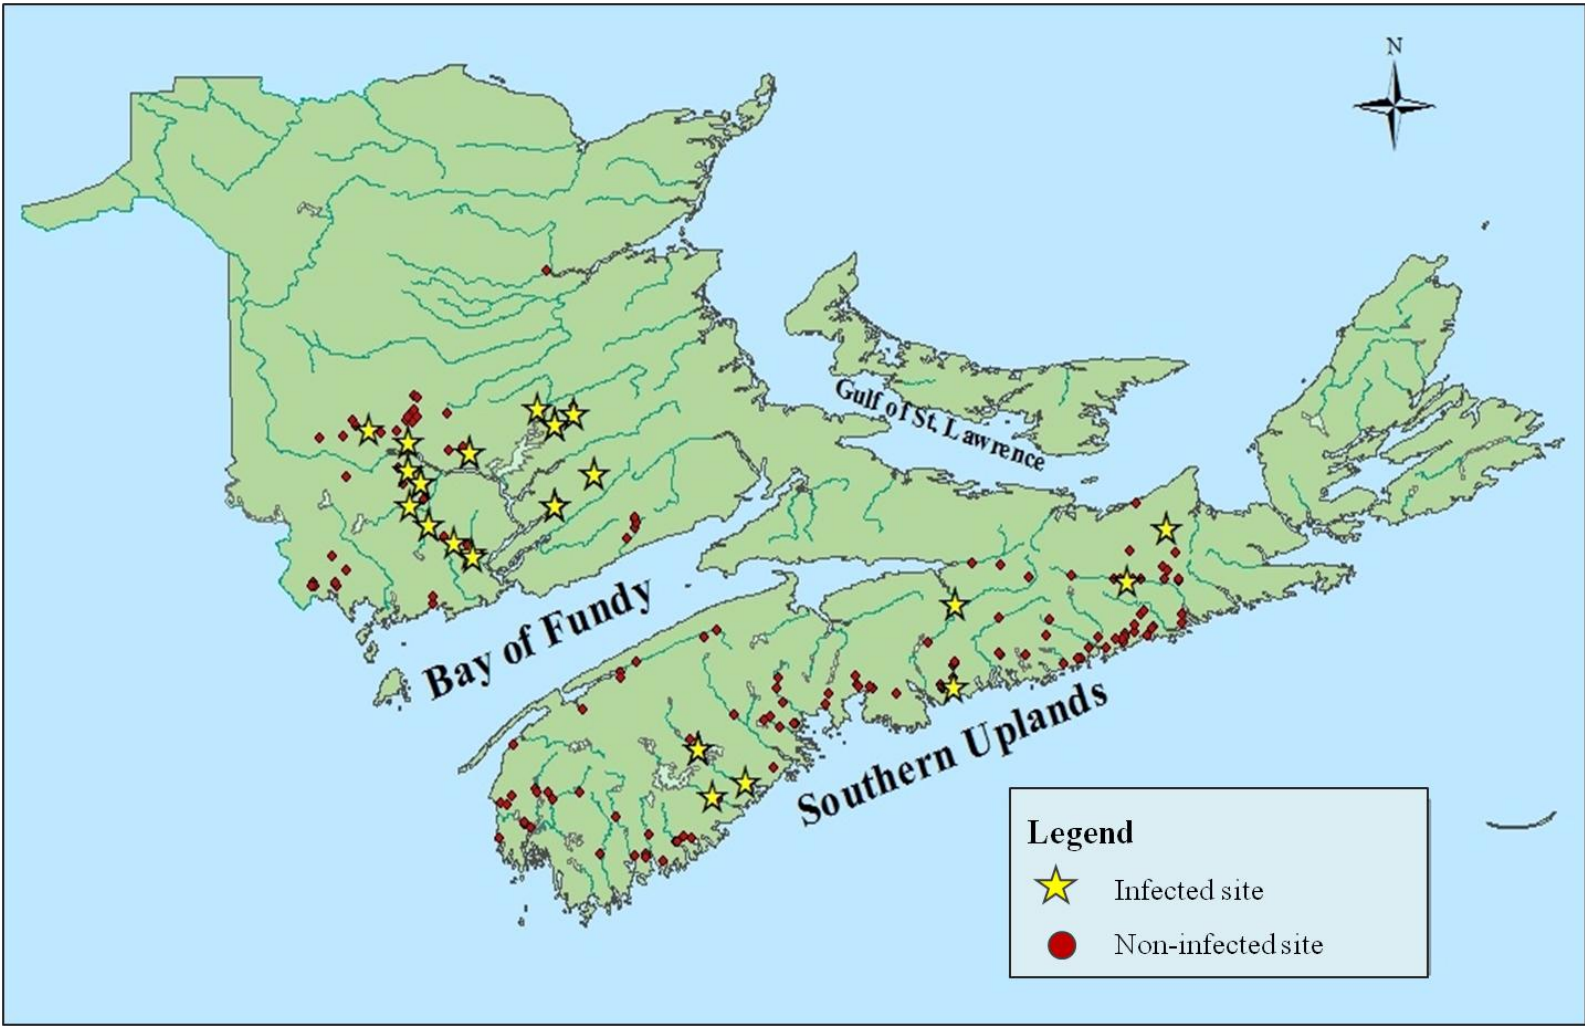 N
Gulf of St. Lawrence
Bay of Fundy
Southern Uplands
Legend
Infected site
Non-infected site